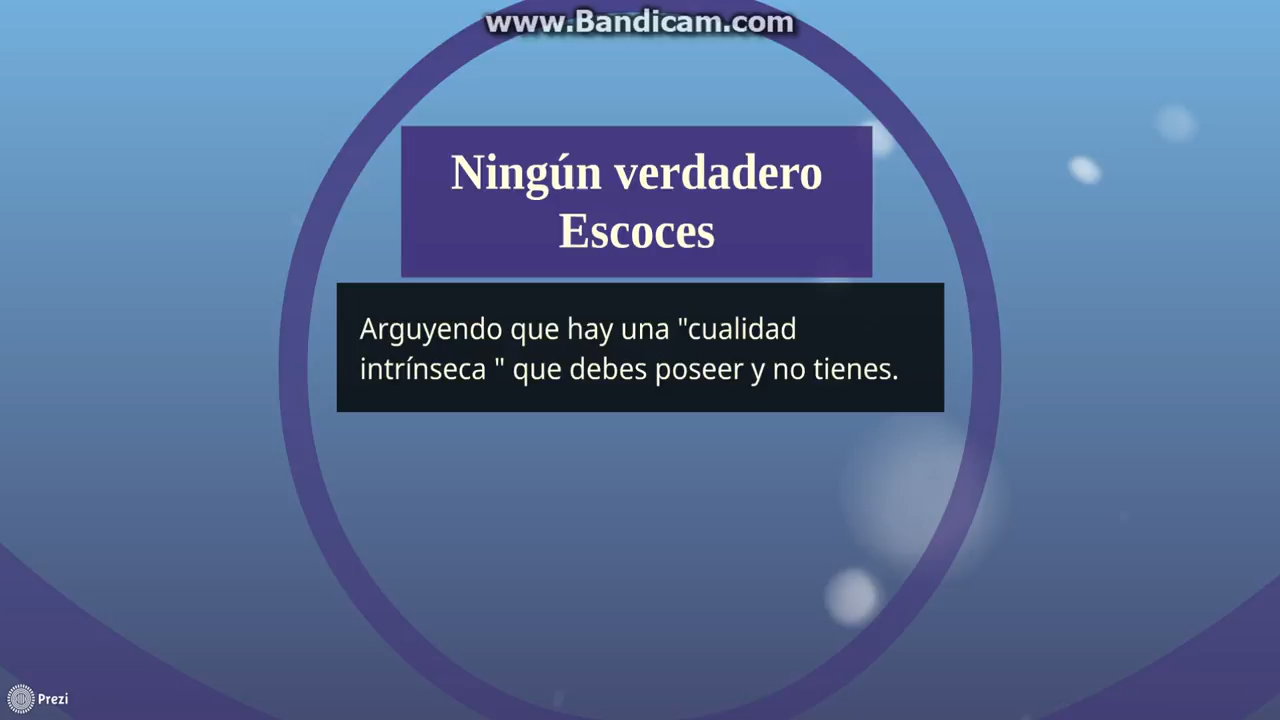 www.Bandicam.com
Ningún verdadero
Escoces
Arguyendo que hay una "cualidad
intrínseca " que debes poseer y no tienes.
Prezi